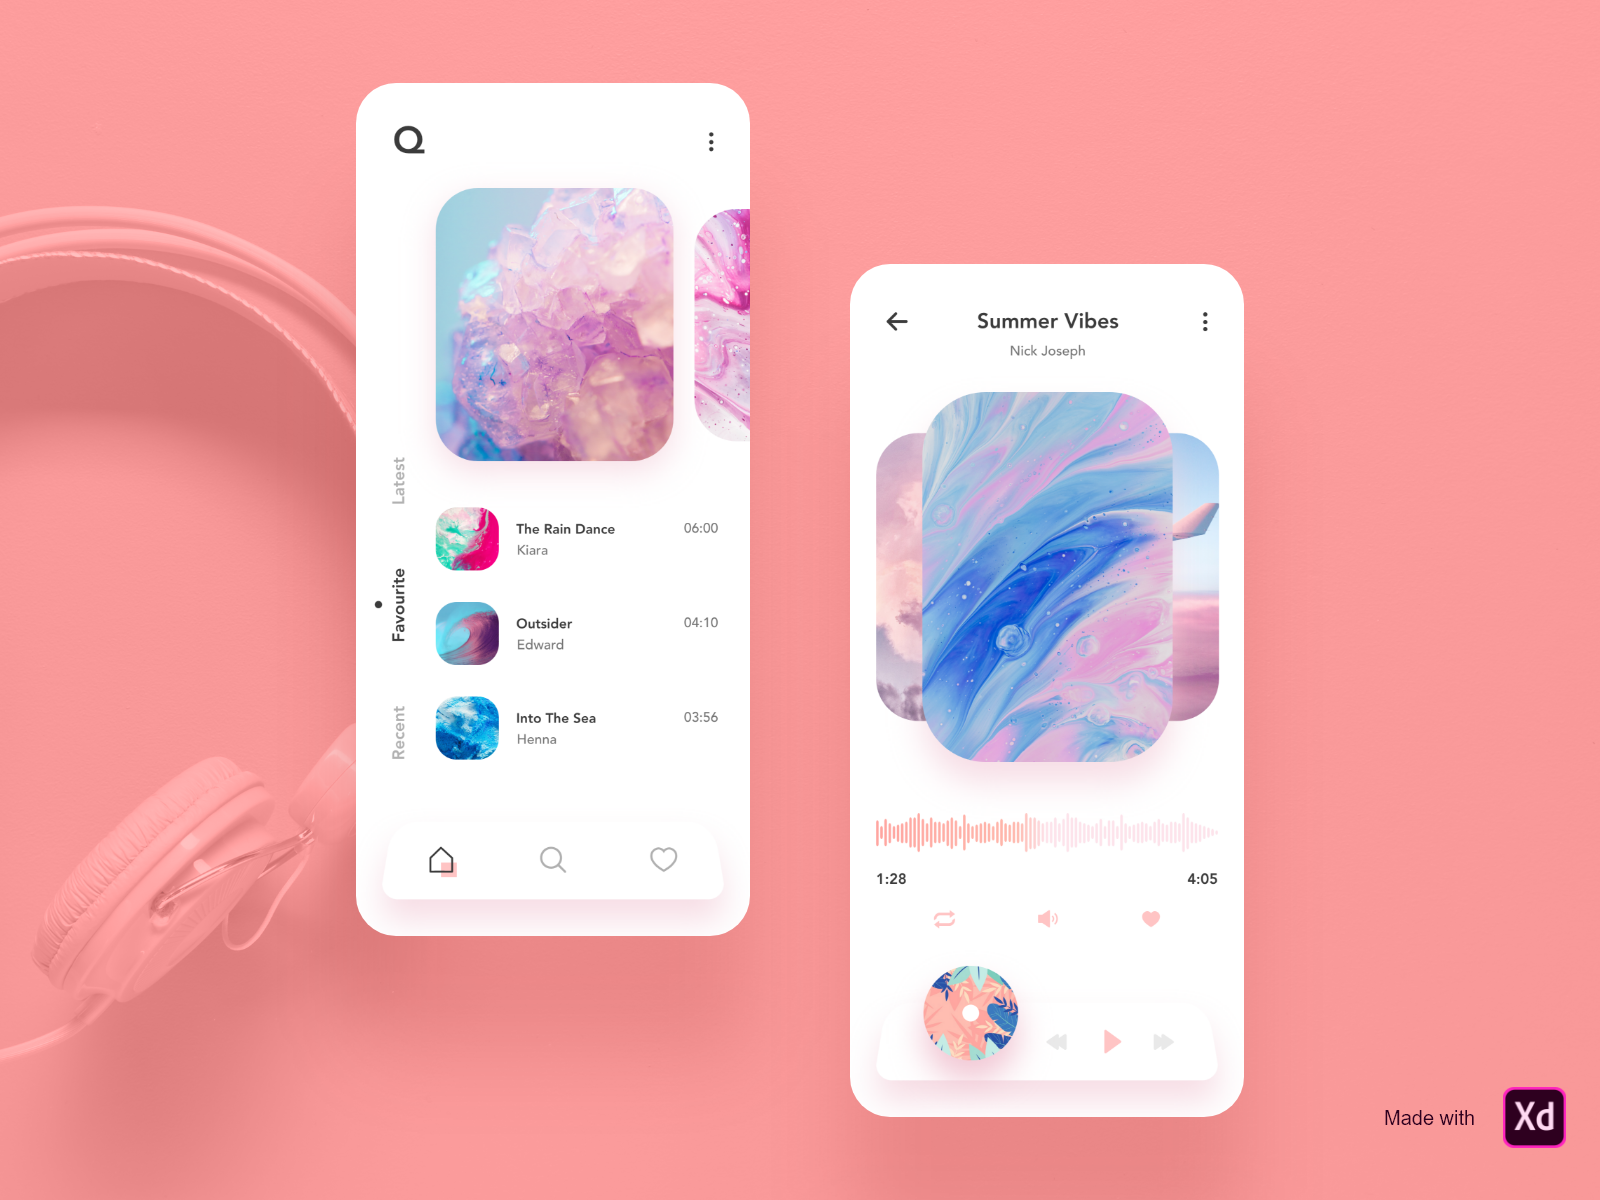 Q
Latest
Favourite
Recent
The Rain Dance
Kiara
06:00
Outsider
Edward
04:10
Into The Sea
Henna
03:56
Summer Vibes
Nick Joseph
1:28
4:05
Made with
Xd